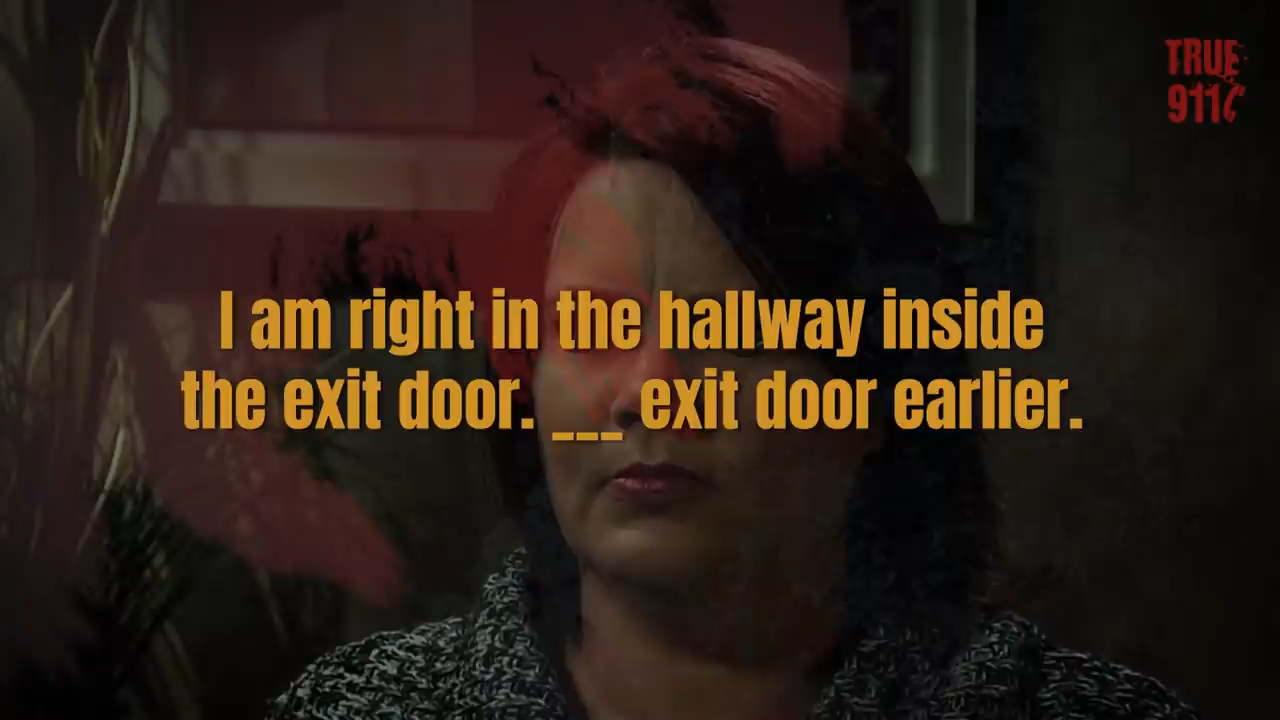 TRUE
911
I am right in the hallway inside
the exit door. ___ exit door earlier.